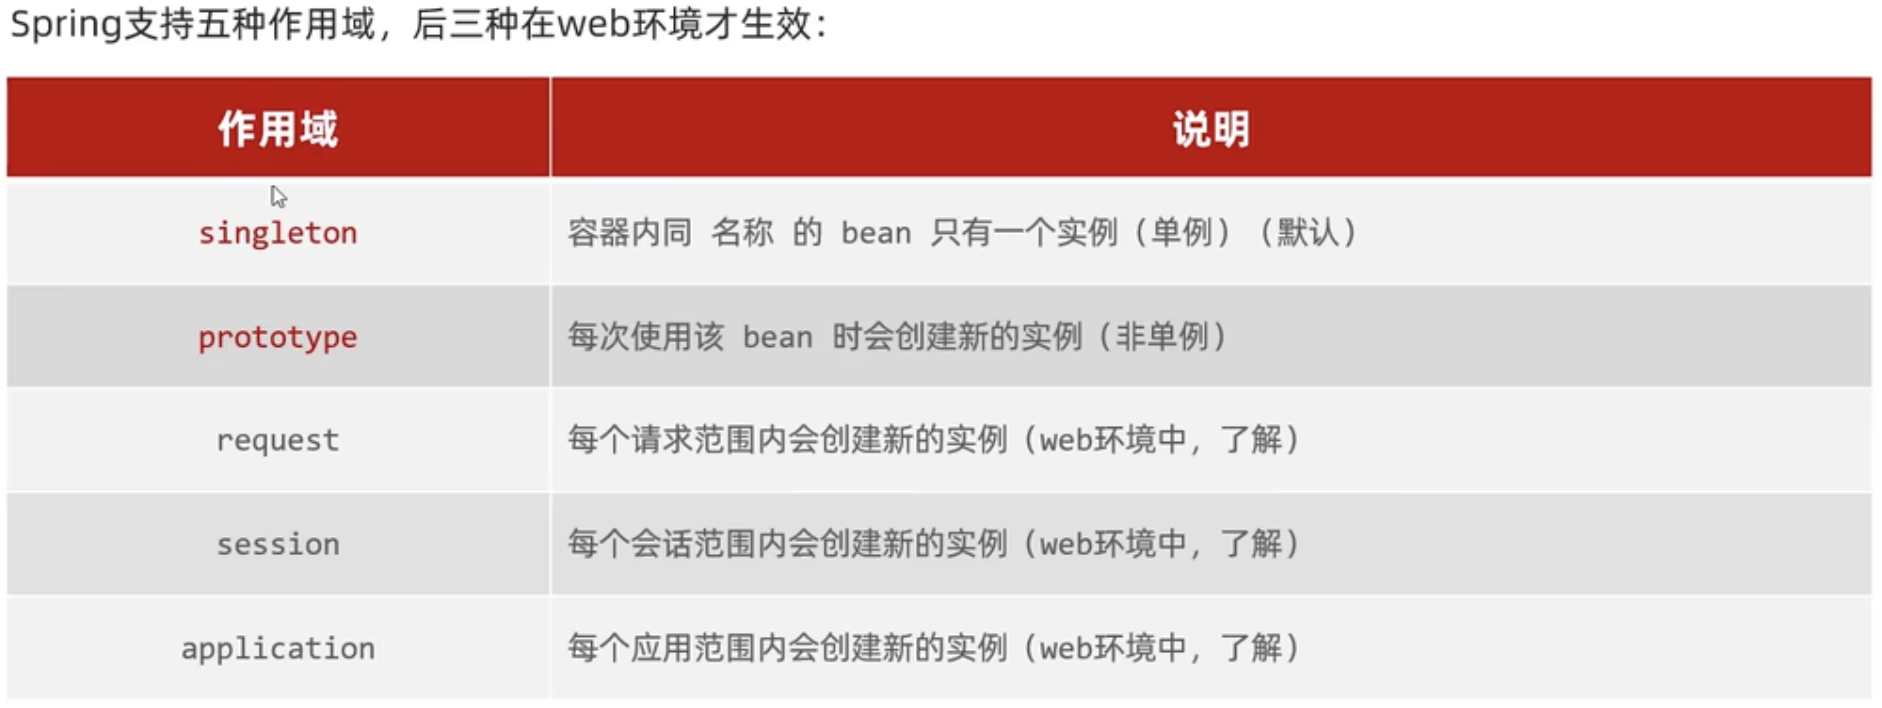 Spring支持五种作用域，后三种在web环境才生效：
作用域 说明
singleton 容器内同 名称 的 bean 只有一个实例（单例）（默认）
prototype 每次使用该 bean 时会创建新的实例（非单例）
request 每个请求范围内会创建新的实例（web环境中，了解）
session 每个会话范围内会创建新的实例（web环境中，了解）
application 每个应用范围内会创建新的实例（web环境中，了解）